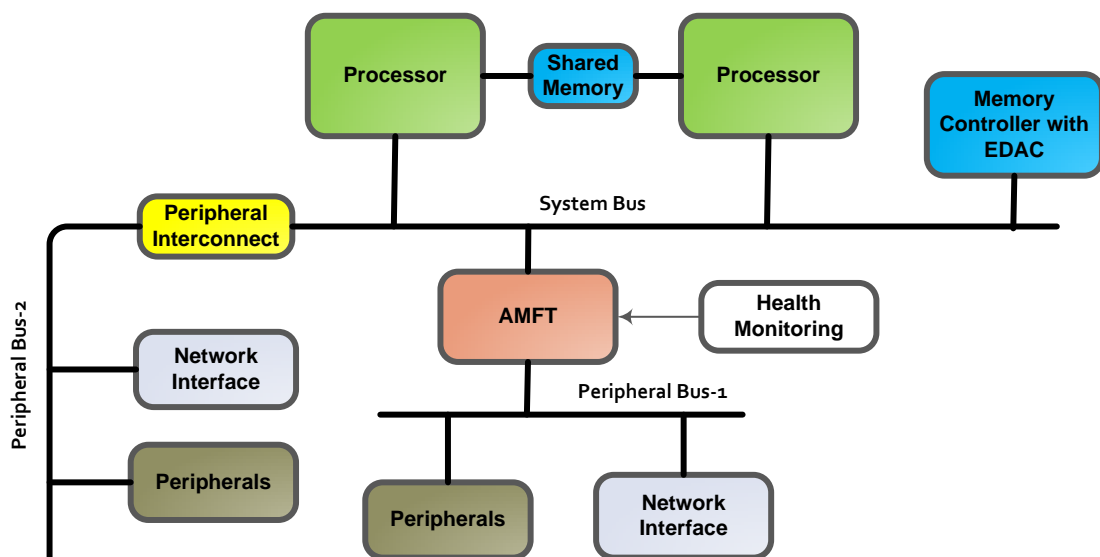 Processor
Shared
Memory
Processor
Memory
Controller with
EDAC
System Bus
Peripheral
Interconnect
AMFT
Health
Monitoring
Peripheral Bus-2
Network
Interface
Peripheral Bus-1
Peripherals
Peripherals
Network
Interface